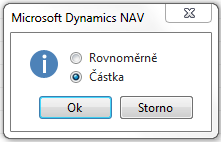 Microsoft Dynamics NAV
Rovnoměrně
Částka
Ok
Storno